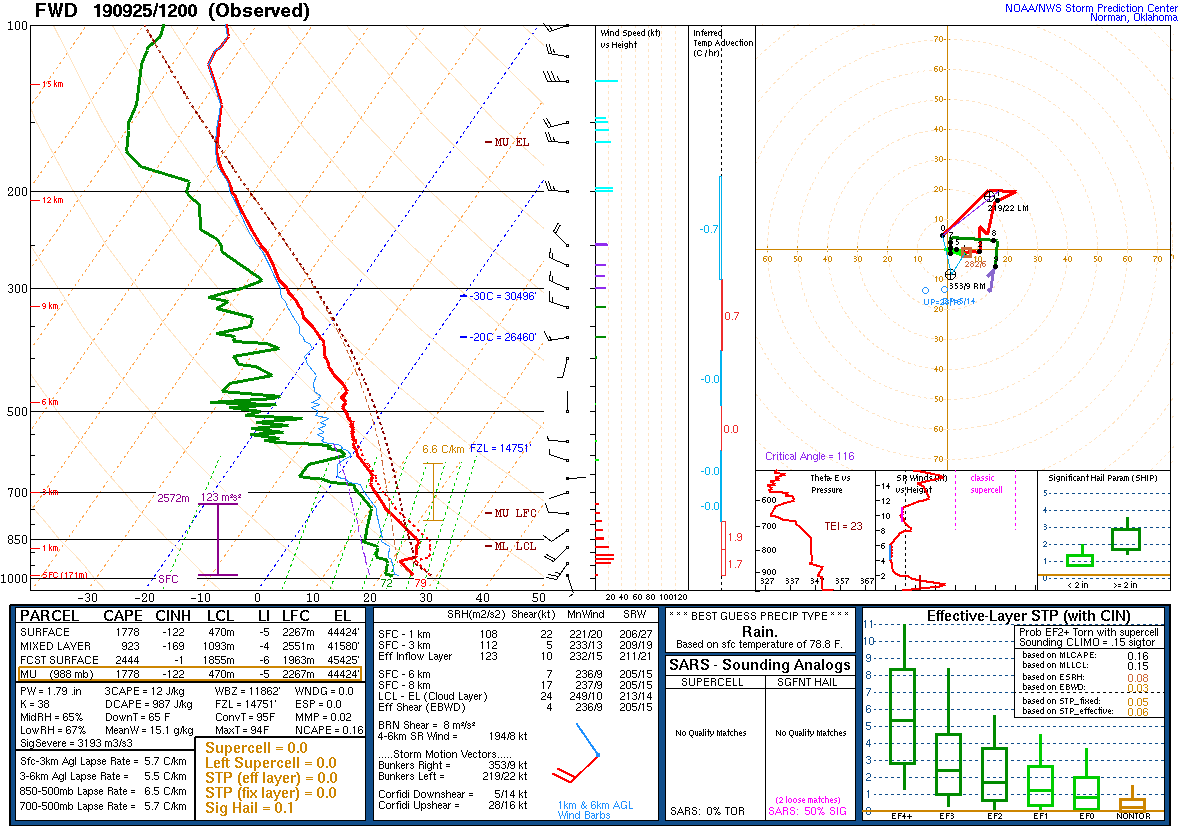 FWD 190925/1200 (Observed)
NOAA/NWS Storm Prediction Center
Norman, Oklahoma
100
15 km
MU EL
200
12 km
300
9 km
-30C = 30496'
-20C = 26460'
500
6 km
6.6 C/km
FZL = 14751'
2572m 123 m²s²
700
3 km
MU LFC
850
1 km
ML LCL
SFC (171m)
1000
SFC
72
79
-30 -20 -10 0 10 20 30 40 50
Wind Speed (kt)
vs Height
20 40 60 80 100 120
Inferred
Temp Advection
(C / hr)
-0.7
0.7
-0.0
0.0
-0.0
-0.0
1.9
1.7
70
60
50
40
30
20
10
60 50 40 30 20 10 10 20 30 40 50 60 70
10
20
30
40
50
60
70
219/22 LM
353/9 RM
Critical Angle = 116
Theta-E vs
Pressure
600
700
800
900
TEI = 23
327 337 347 357 367
SR Winds (kt)
vs Height
14
12
10
8
6
4
2
classic
supercell
Significant Hail Param (SHIP)
5
4
3
2
1
0
< 2 in >= 2 in
PARCEL CAPE CINH LCL LI LFC EL
SURFACE 1778 -122 470m -5 2267m 44424'
MIXED LAYER 923 -169 1093m -4 2551m 41580'
FCST SURFACE 2444 -1 1855m -6 1963m 45425'
MU (988 mb) 1778 -122 470m -5 2267m 44424'
PW = 1.79 .in 3CAPE = 12 J/kg WBZ = 11862' WNDG = 0.0
K = 38 DCAPE = 987 J/kg FZL = 14751' ESP = 0.0
MidRH = 65% DownT = 65 F ConvT = 95F MMP = 0.02
LowRH = 67% MeanW = 15.1 g/kg MaxT = 94F NCAPE = 0.16
SigSevere = 3193 m3/s3
Sfc-3km Agl Lapse Rate = 5.7 C/km
3-6km Agl Lapse Rate = 5.5 C/km
850-500mb Lapse Rate = 6.5 C/km
700-500mb Lapse Rate = 5.7 C/km
Supercell = 0.0
Left Supercell = 0.0
STP (eff layer) = 0.0
STP (fix layer) = 0.0
Sig Hail = 0.1
SRH(m2/s2) Shear(kt) MnWind SRW
SFC - 1 km 108 22 221/20 206/27
SFC - 3 km 112 5 233/13 209/19
Eff Inflow Layer 123 10 232/15 211/21
SFC - 6 km 7 236/9 205/15
SFC - 8 km 17 237/9 205/15
LCL - EL (Cloud Layer) 24 249/10 213/14
Eff Shear (EBWD) 4 236/9 205/15
BRN Shear = 8 m²/s²
4-6km SR Wind = 194/8 kt
.....Storm Motion Vectors.....
Bunkers Right = 353/9 kt
Bunkers Left = 219/22 kt
Corfidi Downshear = 5/14 kt
Corfidi Upshear = 28/16 kt
1km & 6km AGL
Wind Barbs
* * * BEST GUESS PRECIP TYPE * * *
Rain.
Based on sfc temperature of 78.8 F.
SARS - Sounding Analogs
SUPERCELL SGFNT HAIL
No Quality Matches No Quality Matches
(2 loose matches)
SARS: 0% TOR SARS: 50% SIG
Effective-Layer STP (with CIN)
Prob EF2+ Torn with supercell
Sounding CLIMO = .15 sigtor
based on MLCAPE: 0.16
based on MLLCL: 0.15
based on ESRH: 0.08
based on EBWD: 0.03
based on STP_fixed: 0.05
based on STP_effective: 0.06
11
10
9
8
7
6
5
4
3
2
1
0
EF4+ EF3 EF2 EF1 EF0 NONTOR